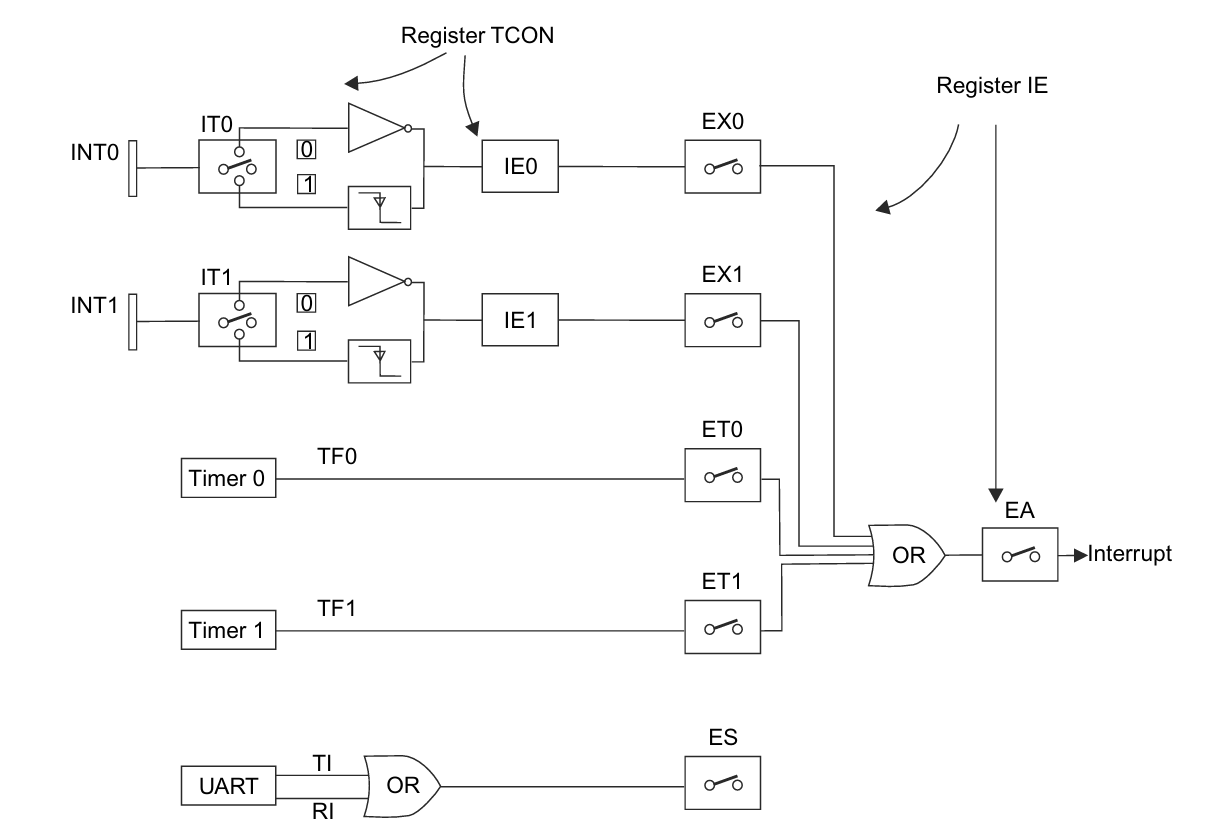 Register TCON
Register IE
IT0
EX0
INT0
0
IE0
1
IT1
EX1
INT1
0
IE1
1
ET0
TF0
Timer 0
EA
OR
Interrupt
ET1
TF1
Timer 1
ES
TI
UART
OR
RI